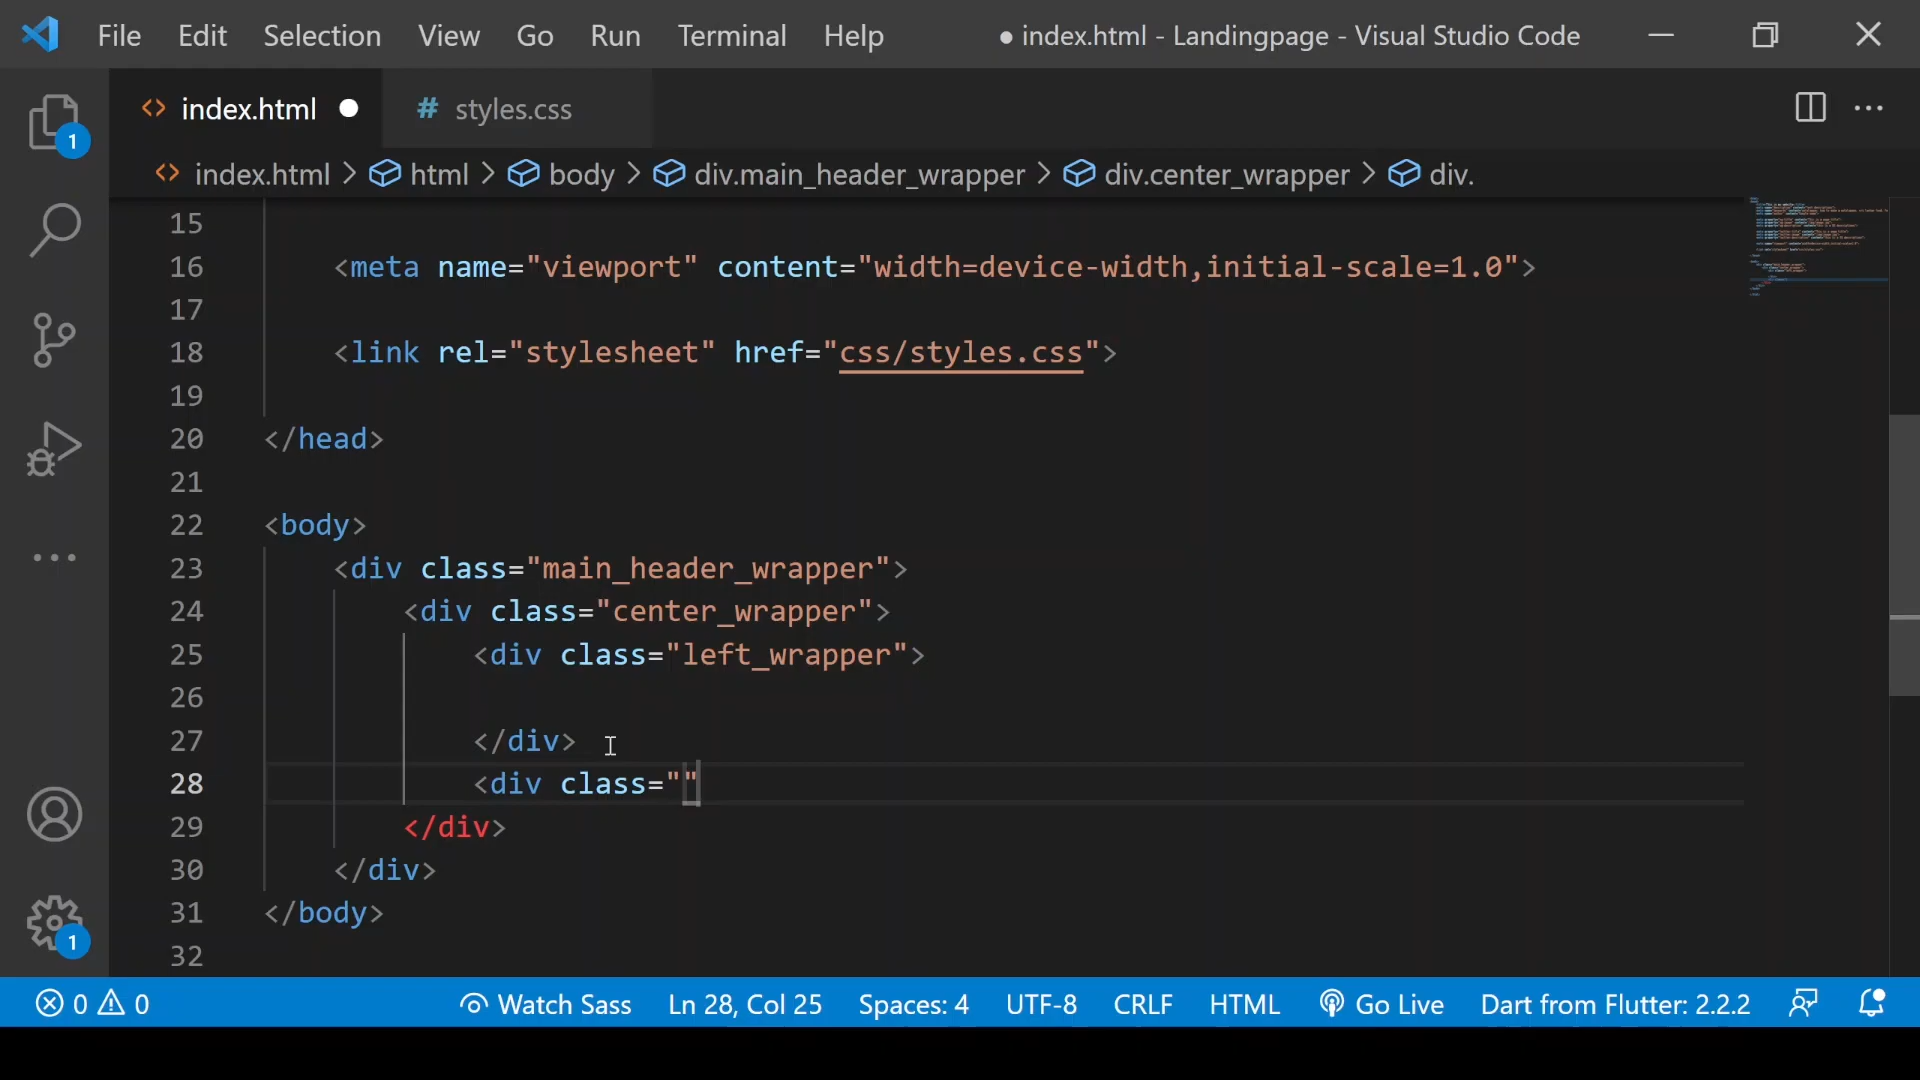 File Edit Selection View Go Run Terminal Help ● index.html - Landingpage - Visual Studio Code
1
<> index.html ● # styles.css ...
<> index.html > html > body > div.main_header_wrapper > div.center_wrapper > div.
15
16 <meta name="viewport" content="width=device-width,initial-scale=1.0">
17
18 <link rel="stylesheet" href="css/styles.css">
19
20 </head>
21
22 <body>
23 <div class="main_header_wrapper">
24 <div class="center_wrapper">
25 <div class="left_wrapper">
26
27 </div>
28 <div class=""
29 </div>
30 </div>
31 </body>
32
1
0 0 Watch Sass Ln 28, Col 25 Spaces: 4 UTF-8 CRLF HTML Go Live Dart from Flutter: 2.2.2